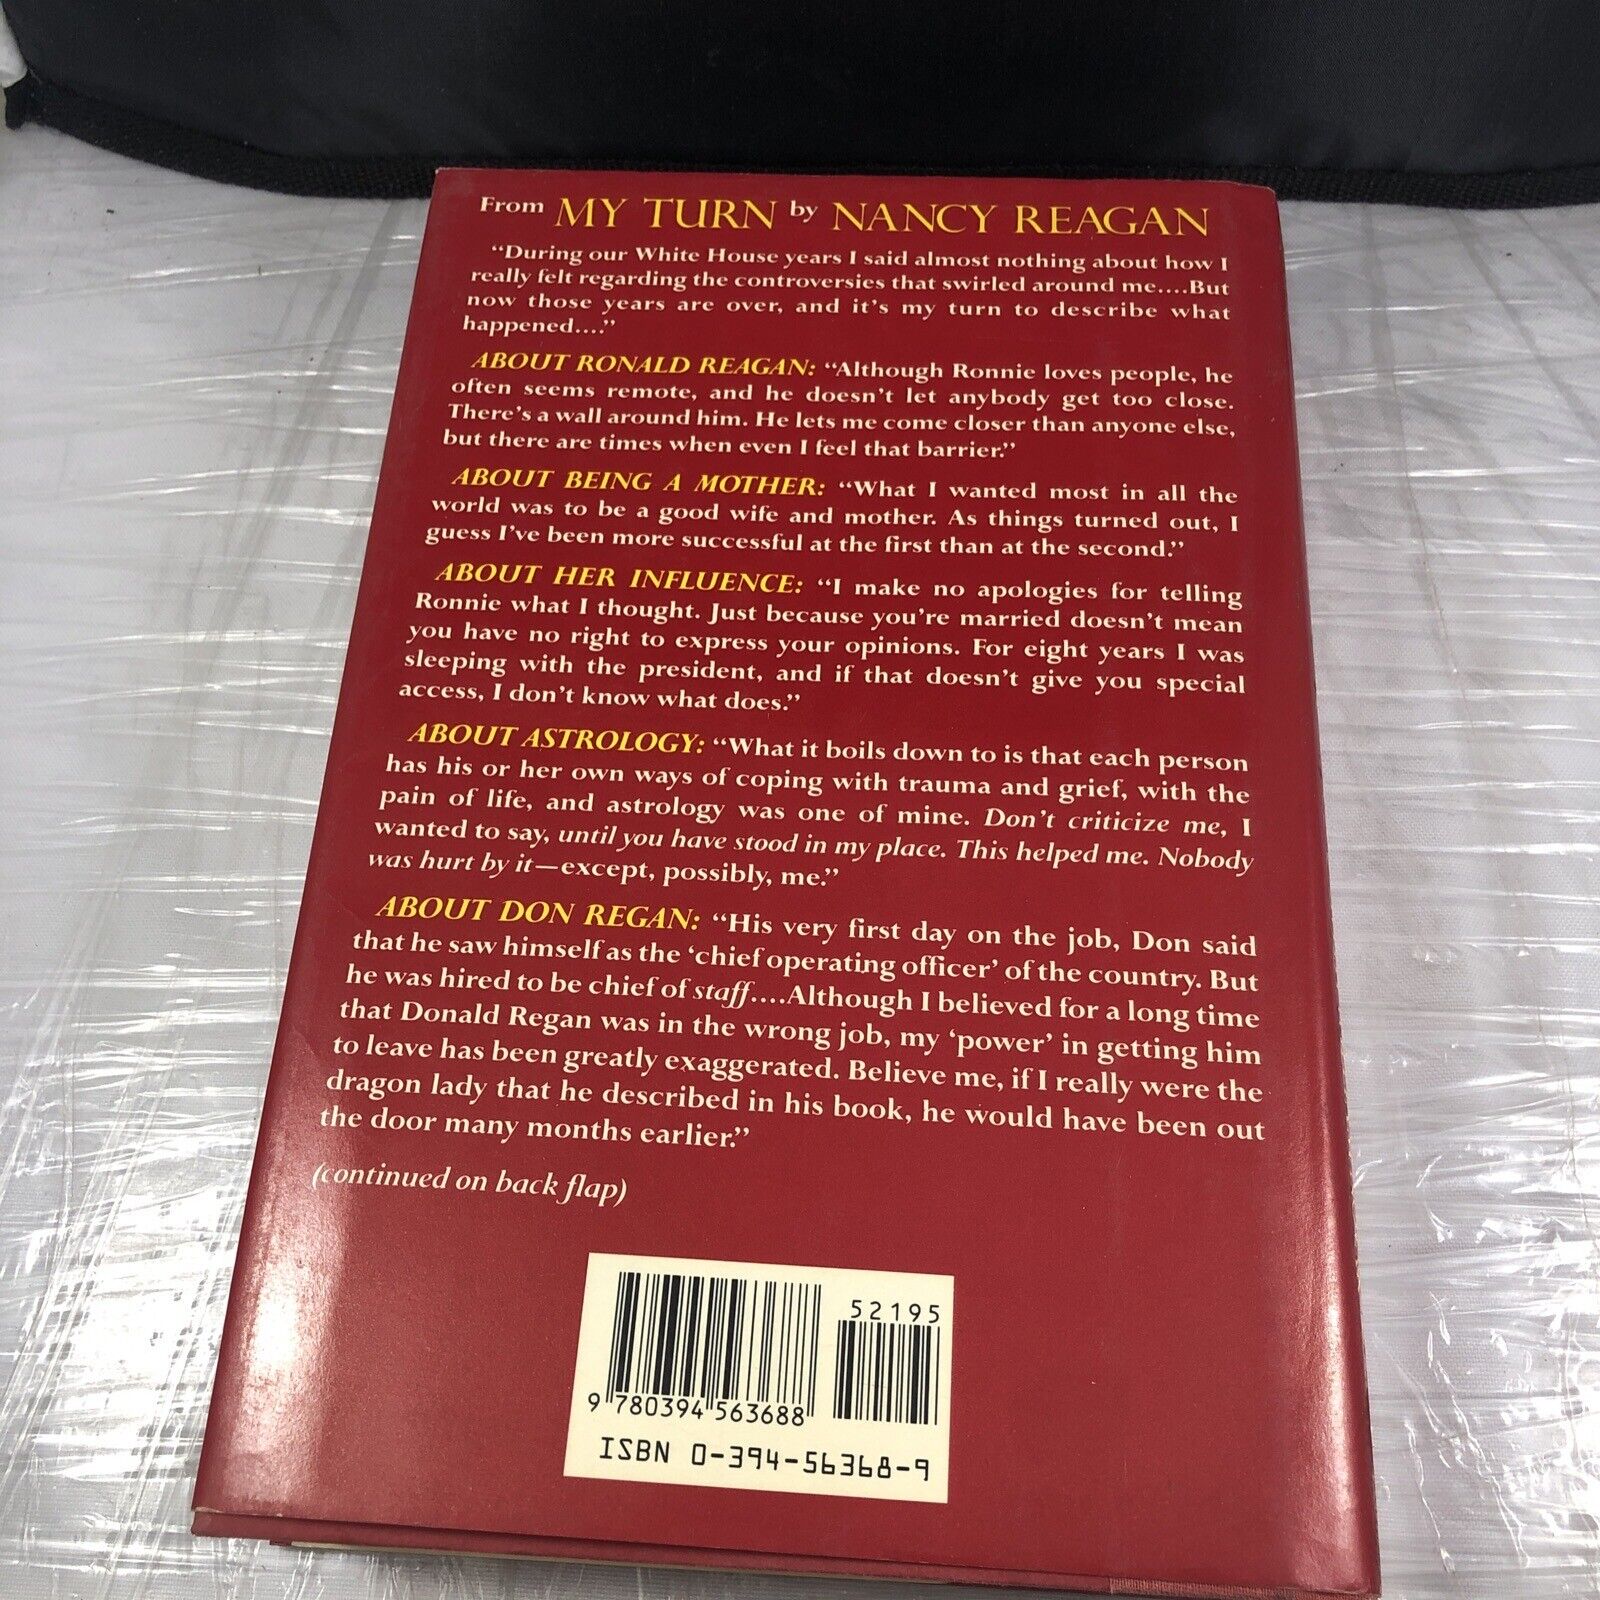 From MY TURN by NANCY REAGAN
“During our White House years I said almost nothing about how I
really felt regarding the controversies that swirled around me....But
now those years are over, and it's my turn to describe what
happened....”
ABOUT RONALD REAGAN: “Although Ronnie loves people, he
often seems remote, and he doesn't let anybody get too close.
There's a wall around him. He lets me come closer than anyone else,
but there are times when even I feel that barrier.”
ABOUT BEING A MOTHER: “What I wanted most in all the
world was to be a good wife and mother. As things turned out, I
guess I've been more successful at the first than at the second.”
ABOUT HER INFLUENCE: “I make no apologies for telling
Ronnie what I thought. Just because you're married doesn't mean
you have no right to express your opinions. For eight years I was
sleeping with the president, and if that doesn't give you special
access, I don't know what does.”
ABOUT ASTROLOGY: “What it boils down to is that each person
has his or her own ways of coping with trauma and grief, with the
pain of life, and astrology was one of mine. Don't criticize me, I
wanted to say, until you have stood in my place. This helped me. Nobody
was hurt by it—except, possibly, me.”
ABOUT DON REGAN: “His very first day on the job, Don said
that he saw himself as the ‘chief operating officer’ of the country. But
he was hired to be chief of staff....Although I believed for a long time
that Donald Regan was in the wrong job, my ‘power’ in getting him
to leave has been greatly exaggerated. Believe me, if I really were the
dragon lady that he described in his book, he would have been out
the door many months earlier.”
(continued on back flap)
52195
9 780394 563688
ISBN 0-394-56368-9